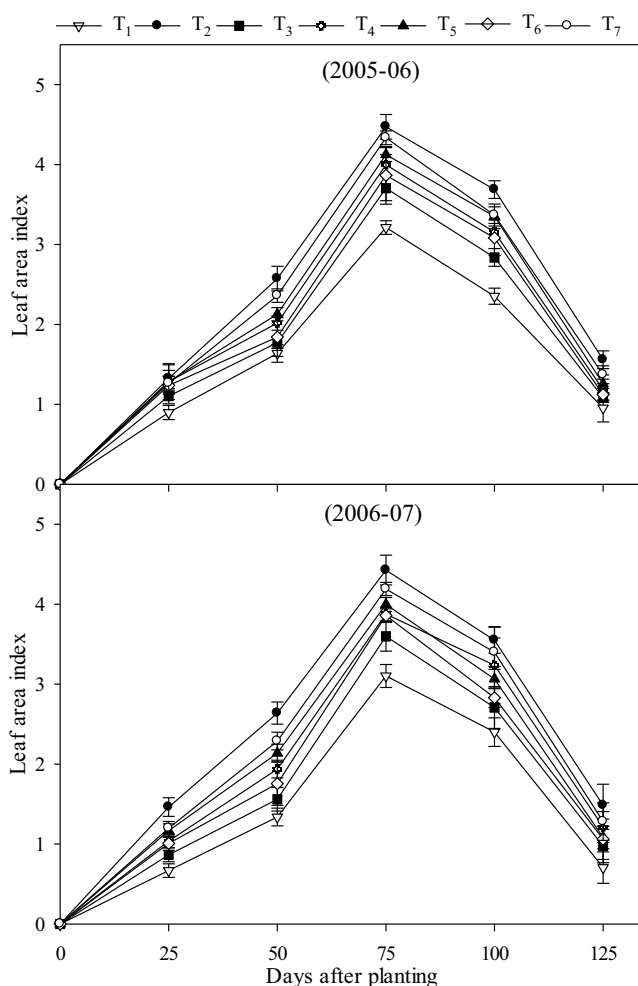 T1 T2 T3 T4 T5 T6 T7
(2005-06)
5
4
3
2
1
0
Leaf area index
(2006-07)
5
4
3
2
1
0
Leaf area index
0 25 50 75 100 125
Days after planting